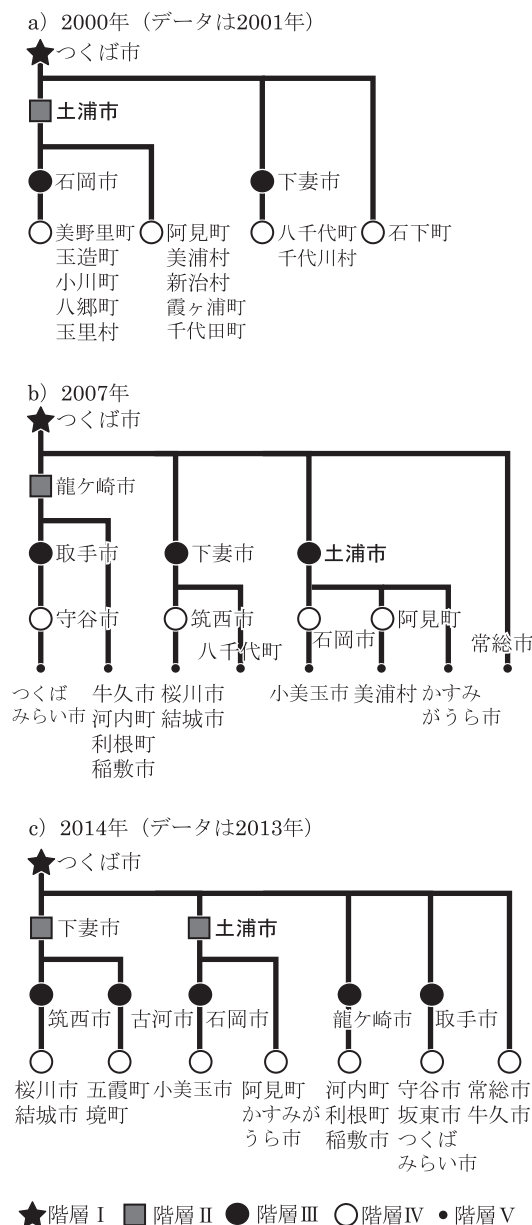 a）2000年（データは2001年）
つくば市
土浦市
石岡市
下妻市
美野里町
玉造町
小川町
八郷町
玉里村
阿見町
美浦村
新治村
霞ヶ浦町
千代田町
八千代町
千代川村
石下町
b）2007年
つくば市
龍ケ崎市
取手市
下妻市
土浦市
守谷市
筑西市
八千代町
石岡市
阿見町
常総市
つくば
みらい市
牛久市
河内町
利根町
稲敷市
桜川市
結城市
小美玉市
美浦村
かすみ
がうら市
c）2014年（データは2013年）
つくば市
下妻市
土浦市
筑西市
古河市
石岡市
龍ケ崎市
取手市
桜川市
結城市
五霞町
境町
小美玉市
阿見町
かすみが
うら市
河内町
利根町
稲敷市
守谷市
坂東市
つくば
みらい市
常総市
牛久市
階層Ⅰ 階層Ⅱ 階層Ⅲ 階層Ⅳ 階層Ⅴ